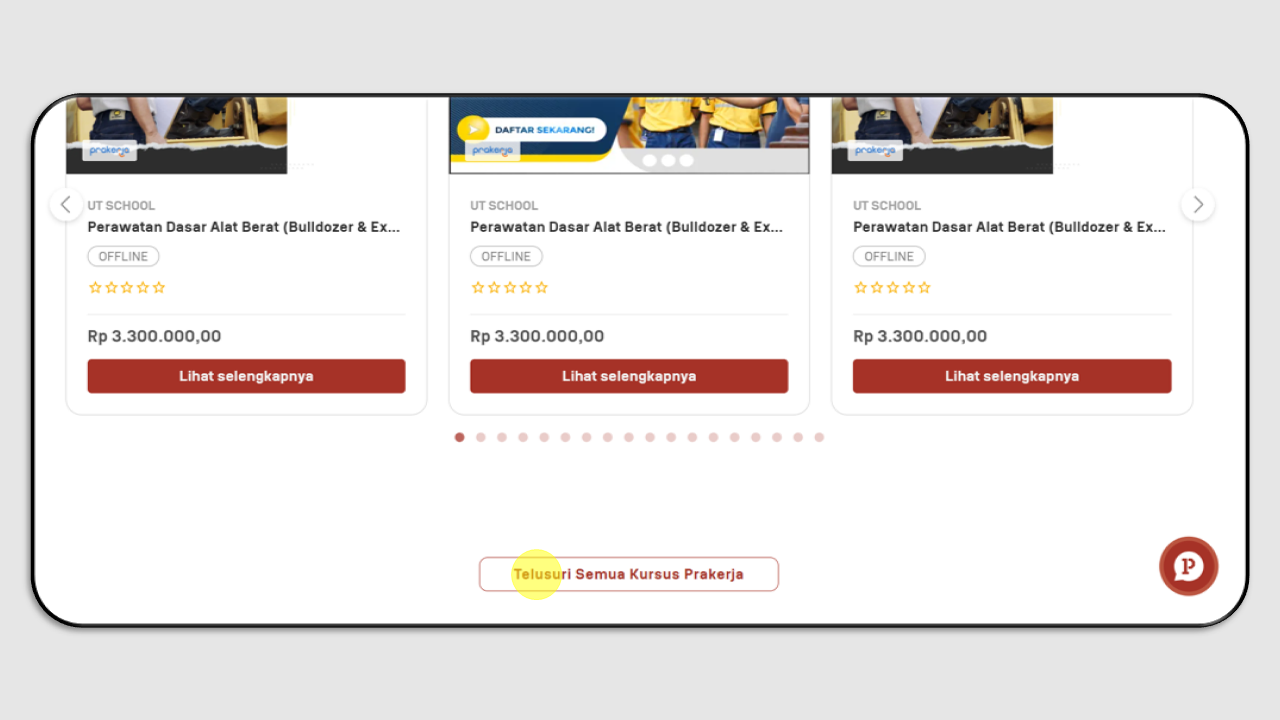 prakerja
DAFTAR SEKARANG!
prakerja
prakerja
UT SCHOOL
Perawatan Dasar Alat Berat (Bulldozer & Ex...
OFFLINE
Rp 3.300.000,00
Lihat selengkapnya
UT SCHOOL
Perawatan Dasar Alat Berat (Bulldozer & Ex...
OFFLINE
Rp 3.300.000,00
Lihat selengkapnya
UT SCHOOL
Perawatan Dasar Alat Berat (Bulldozer & Ex...
OFFLINE
Rp 3.300.000,00
Lihat selengkapnya
Telusuri Semua Kursus Prakerja
P